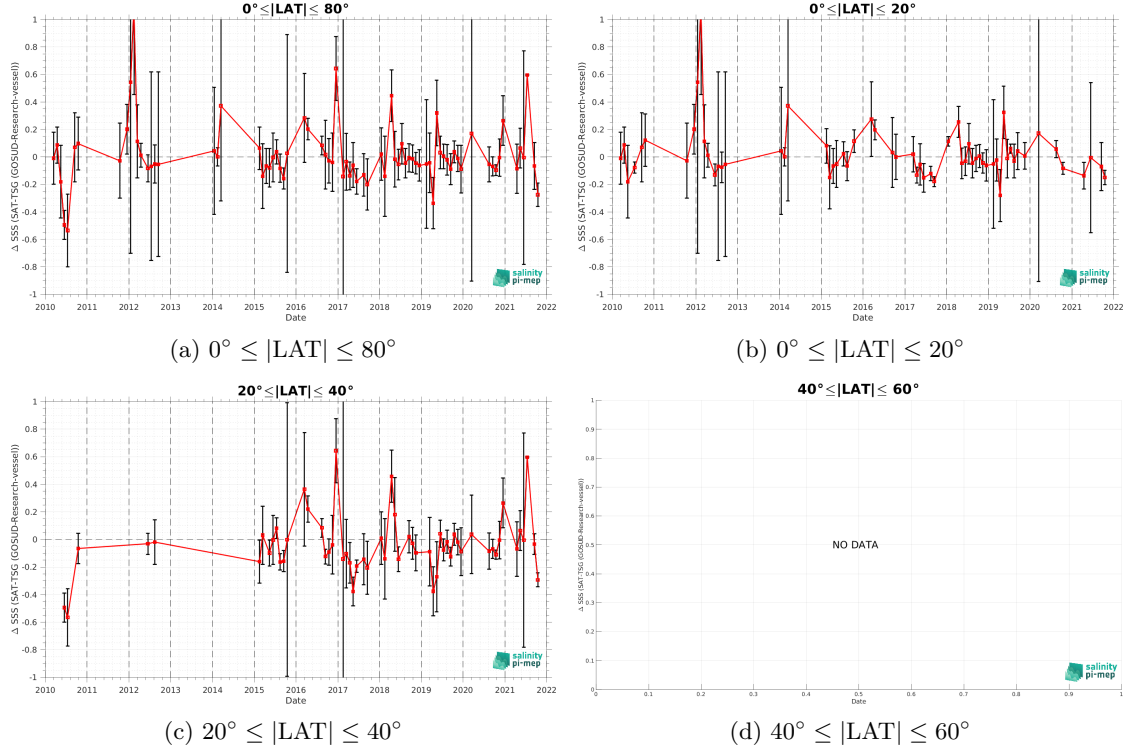 0°≤|LAT|≤ 80°
Δ SSS (SAT-TSG (GOSUD-Research-vessel))
1
0.8
0.6
0.4
0.2
0
-0.2
-0.4
-0.6
-0.8
-1
2010 2011 2012 2013 2014 2015 2016 2017 2018 2019 2020 2021 2022
Date
salinity
pi-mep
(a) 0° ≤ |LAT| ≤ 80°
0°≤|LAT|≤ 20°
Δ SSS (SAT-TSG (GOSUD-Research-vessel))
1
0.8
0.6
0.4
0.2
0
-0.2
-0.4
-0.6
-0.8
-1
2010 2011 2012 2013 2014 2015 2016 2017 2018 2019 2020 2021 2022
Date
salinity
pi-mep
(b) 0° ≤ |LAT| ≤ 20°
20°≤|LAT|≤ 40°
Δ SSS (SAT-TSG (GOSUD-Research-vessel))
1
0.8
0.6
0.4
0.2
0
-0.2
-0.4
-0.6
-0.8
-1
2010 2011 2012 2013 2014 2015 2016 2017 2018 2019 2020 2021 2022
Date
salinity
pi-mep
(c) 20° ≤ |LAT| ≤ 40°
40°≤|LAT|≤ 60°
Δ SSS (SAT-TSG (GOSUD-Research-vessel))
1
0.9
0.8
0.7
0.6
0.5
0.4
0.3
0.2
0.1
0
NO DATA
0 0.1 0.2 0.3 0.4 0.5 0.6 0.7 0.8 0.9 1
Date
salinity
pi-mep
(d) 40° ≤ |LAT| ≤ 60°